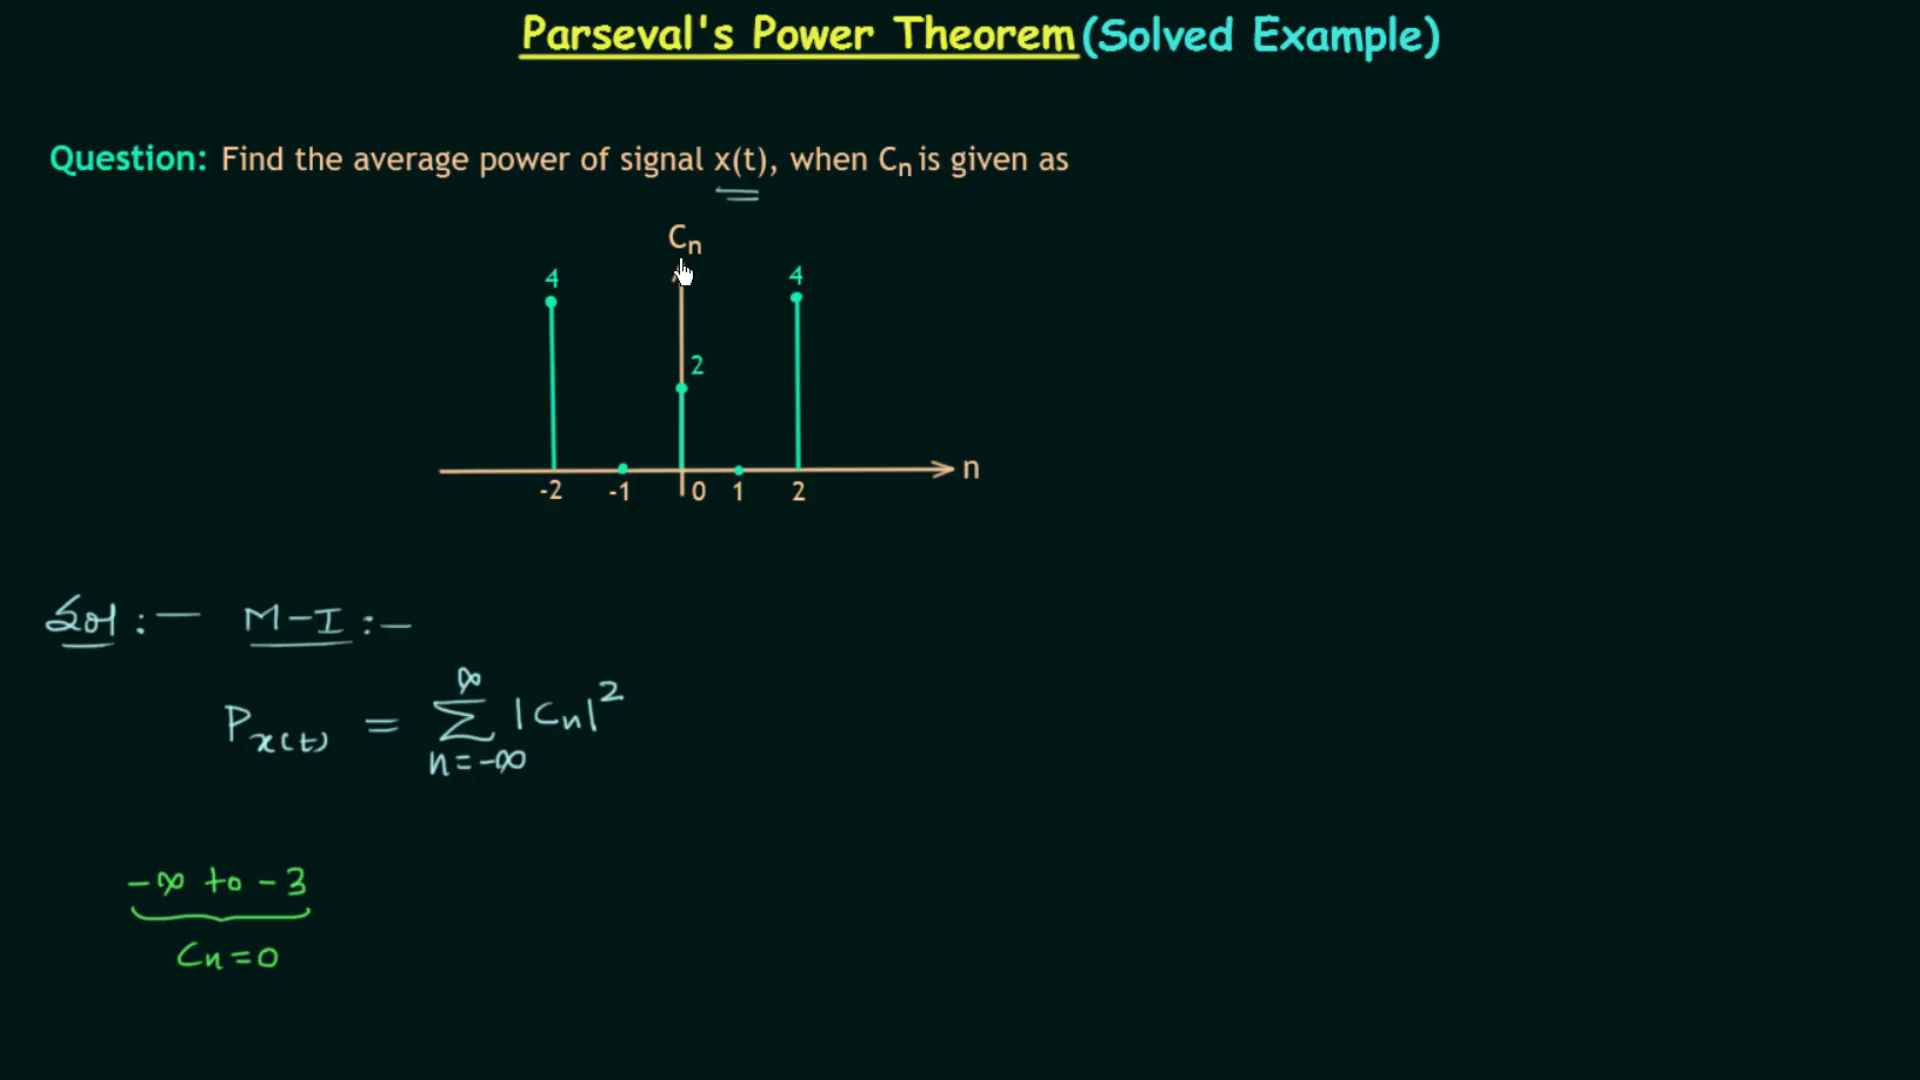 Parseval's Power Theorem (Solved Example)
Question: Find the average power of signal x(t), when Cₙ is given as
Cₙ
4
4
2
n
-2 -1 0 1 2
Sol :— M-I :—
Pₓ₍ₜ₎ = ∑ |Cₙ|²
∞
n=-∞
-∞ to -3
Cₙ=0